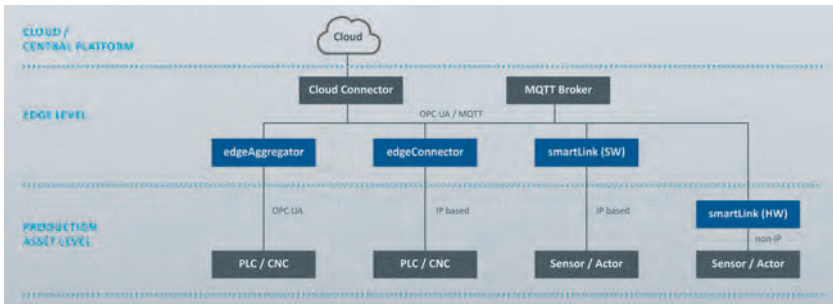 CLOUD /
CENTRAL PLATFORM
Cloud
Cloud Connector
MQTT Broker
EDGE LEVEL
OPC UA / MQTT
edgeAggregator
edgeConnector
smartLink (SW)
smartLink (HW)
PRODUCTION
ASSET LEVEL
OPC UA
IP based
IP based
non-IP
PLC / CNC
PLC / CNC
Sensor / Actor
Sensor / Actor